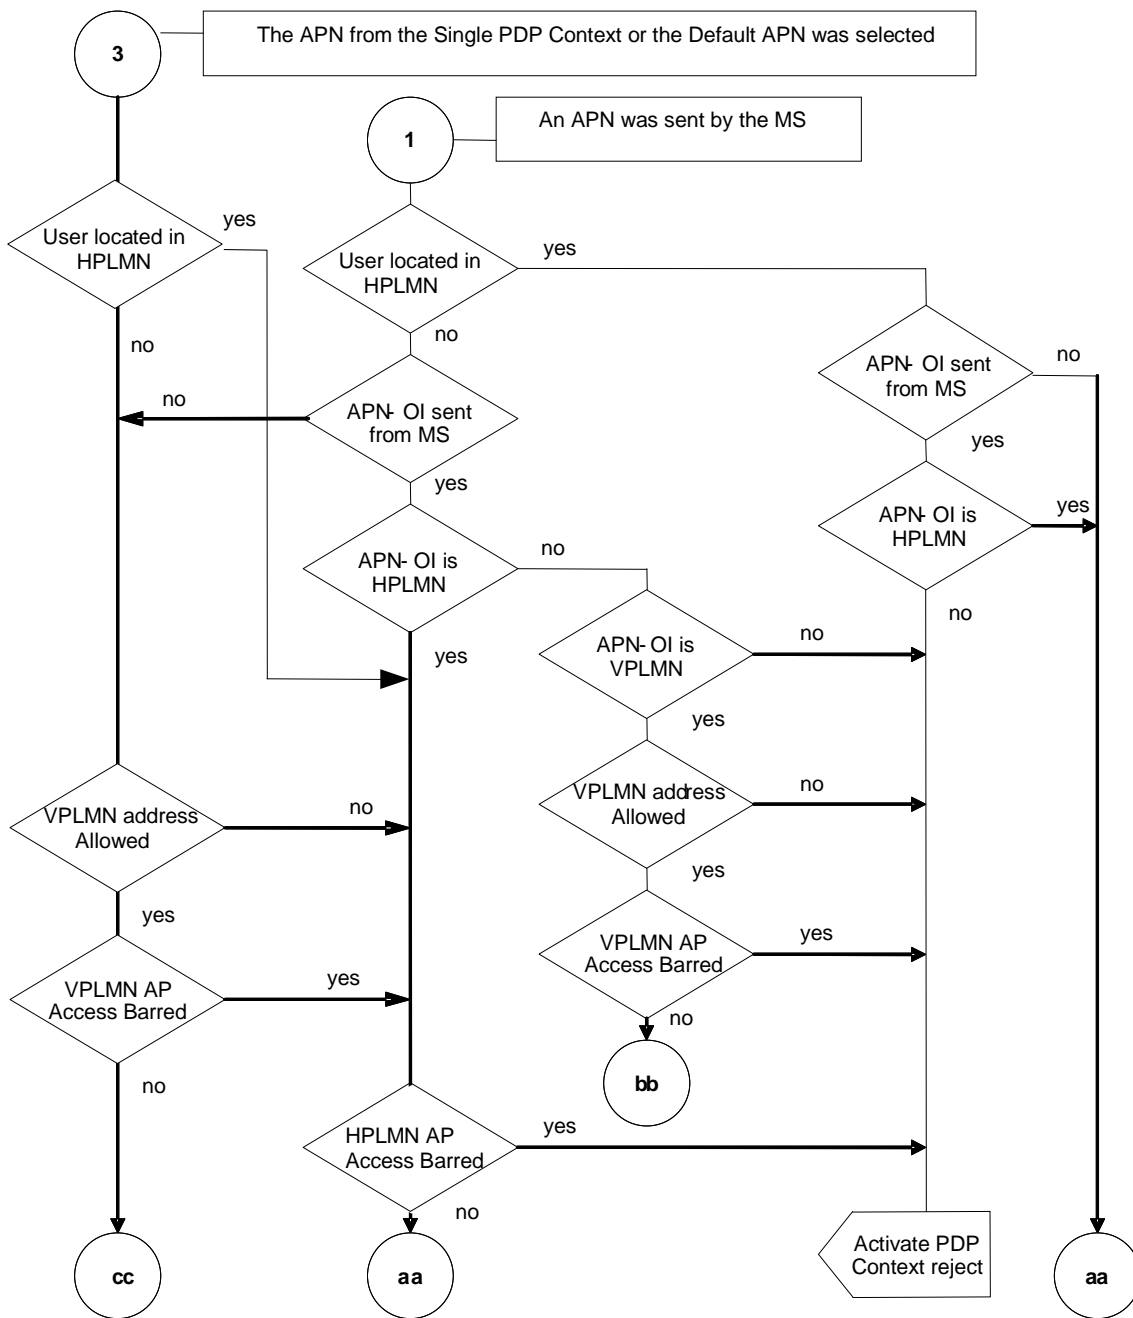 3
The APN from the Single PDP Context or the Default APN was selected
1
An APN was sent by the MS
User located in
HPLMN
yes
no
User located in
HPLMN
yes
no
APN- OI sent
from MS
no
yes
APN- OI sent
from MS
no
yes
APN- OI is
HPLMN
yes
no
APN- OI is
HPLMN
no
yes
APN- OI is
VPLMN
no
yes
VPLMN address
Allowed
no
yes
VPLMN address
Allowed
no
yes
VPLMN AP
Access Barred
yes
no
VPLMN AP
Access Barred
yes
no
bb
HPLMN AP
Access Barred
yes
no
cc
aa
Activate PDP
Context reject
aa